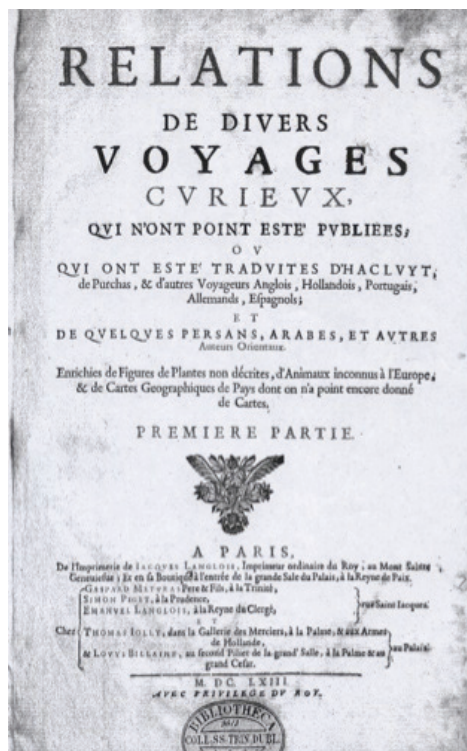 RELATIONS
DE DIVERS
VOYAGES
CVRIEVX,
QVI N'ONT POINT ESTE' PVBLIEES;
OV
QVI ONT ESTE' TRADVITES D'HACLVYT,
de Purchas, & d'autres Voyageurs Anglois, Hollandois, Portugais,
Allemands, Espagnols;
ET
DE QVELQVES PERSANS, ARABES, ET AVTRES
Auteurs Orientaux.
Enrichies de Figures de Plantes non décrites, d'Animaux inconnus à l'Europe,
& de Cartes Geographiques de Pays dont on n'a point encore donné
de Cartes.
PREMIERE PARTIE
A PARIS,
De l'Imprimerie de IACQVES LANGLOIS, Imprimeur ordinaire du Roy, au Mont Sainte
Geneuiefue; Et en sa Boutique à l'entrée de la grande Sale du Palais, à la Reyne de Paix.
GASPARD METVRAS Pere & Fils, à la Trinité,
SIMON PIGET, à la Prudence,
EMANVEL LANGLOIS, à la Reyne du Clergé,
rue Saint Iacques.
ET
Chez
THOMAS IOLLY, dans la Gallerie des Merciers, à la Palme, & aux Armes
de Hollande,
& LOVYS BILLAINE, au second Pilier de la grand' Salle, à la Palme & au
grand Cesar,
au Palais.
M. DC. LXIII.
AVEC PRIVILEGE DV ROY.
BIBLIOTHECA
COLL. SS. TRIN. DUBL.